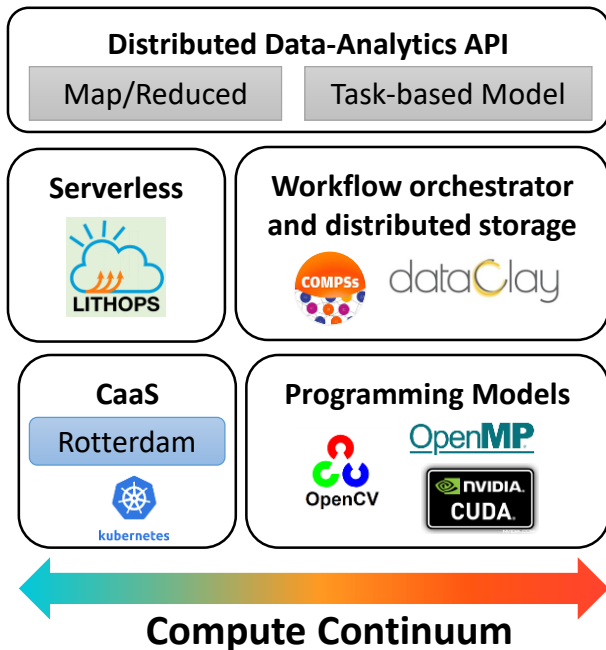 Distributed Data-Analytics API
Map/Reduced
Task-based Model
Serverless
LITHOPS
Workflow orchestrator
and distributed storage
COMPSs
dataClay
CaaS
Rotterdam
kubernetes
Programming Models
OpenCV
OpenMP
NVIDIA.
CUDA.
Compute Continuum